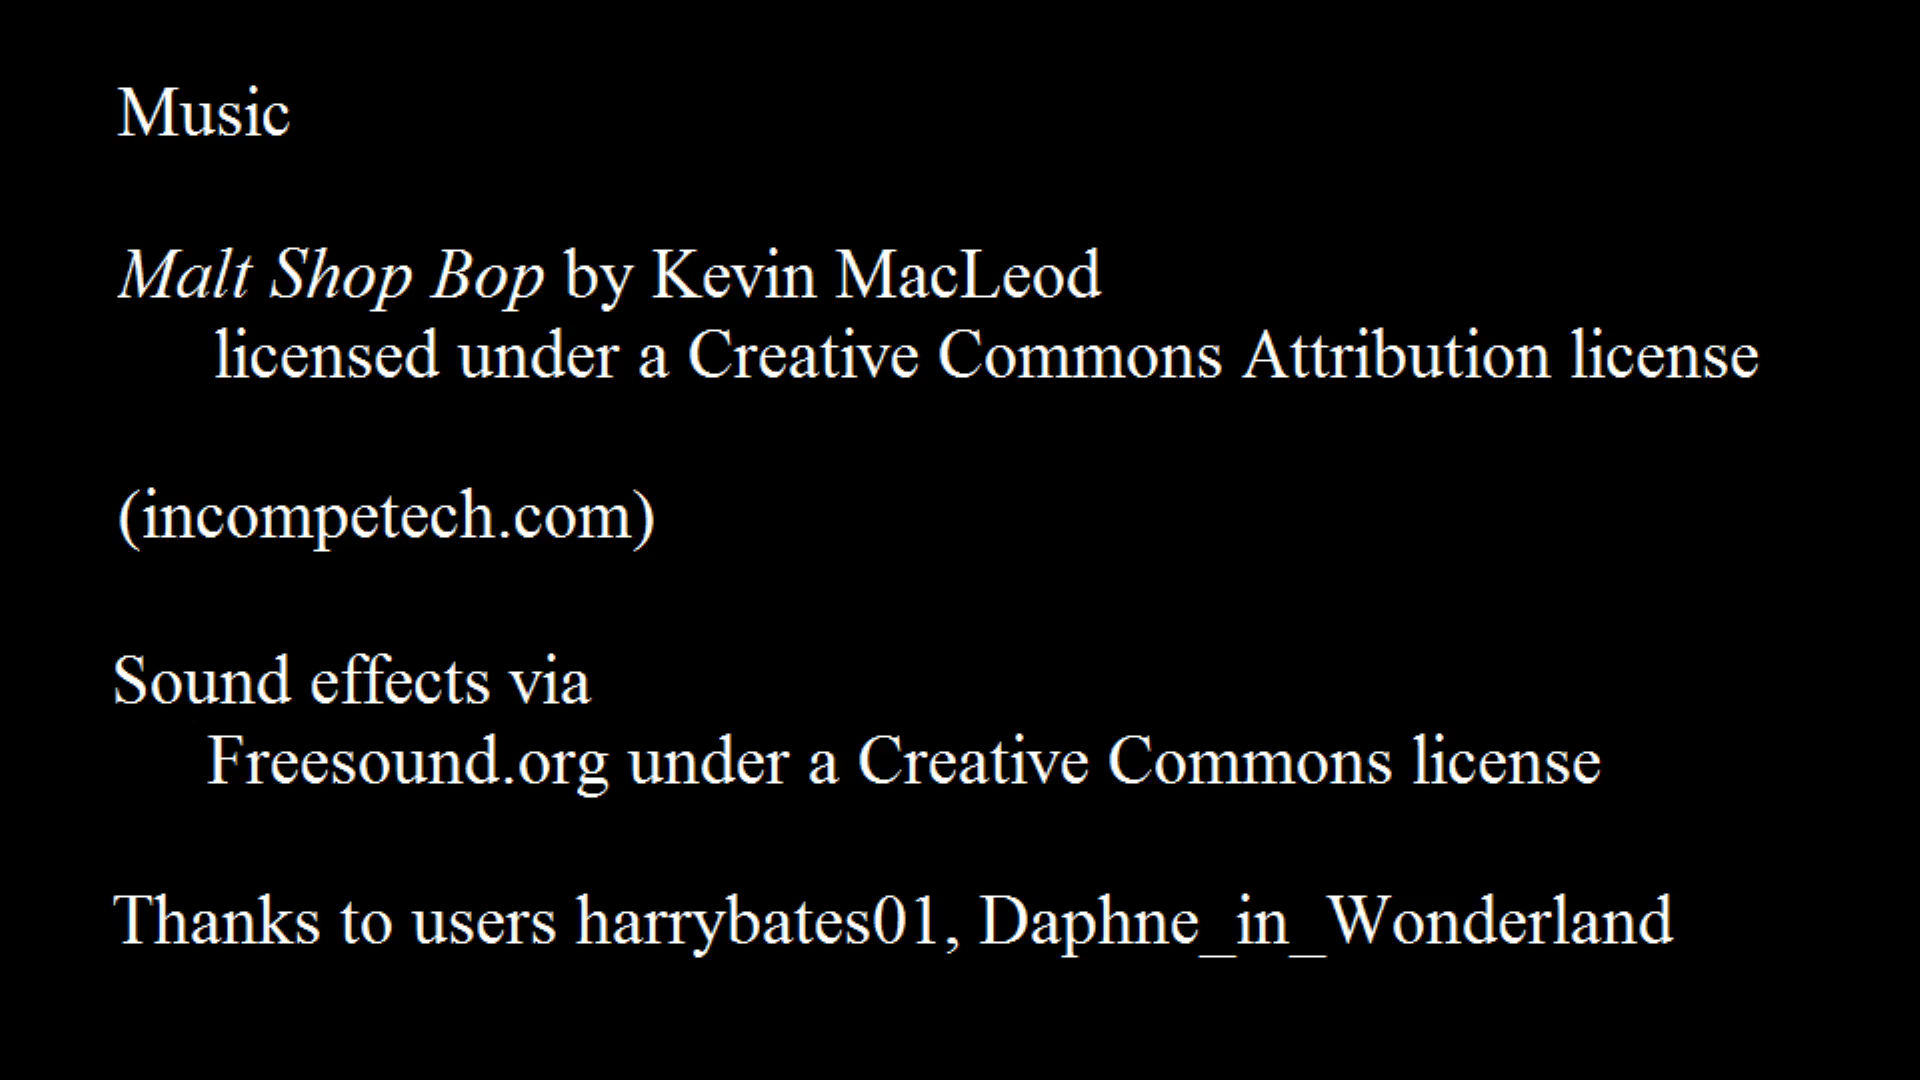 Music
Malt Shop Bop by Kevin MacLeod
licensed under a Creative Commons Attribution license
(incompetech.com)
Sound effects via
Freesound.org under a Creative Commons license
Thanks to users harrybates01, Daphne_in_Wonderland